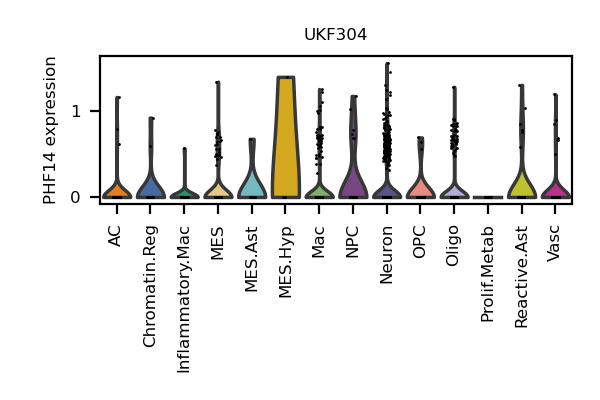 UKF304
PHF14 expression
1
0
AC
Chromatin.Reg
Inflammatory.Mac
MES
MES.Ast
MES.Hyp
Mac
NPC
Neuron
OPC
Oligo
Prolif.Metab
Reactive.Ast
Vasc